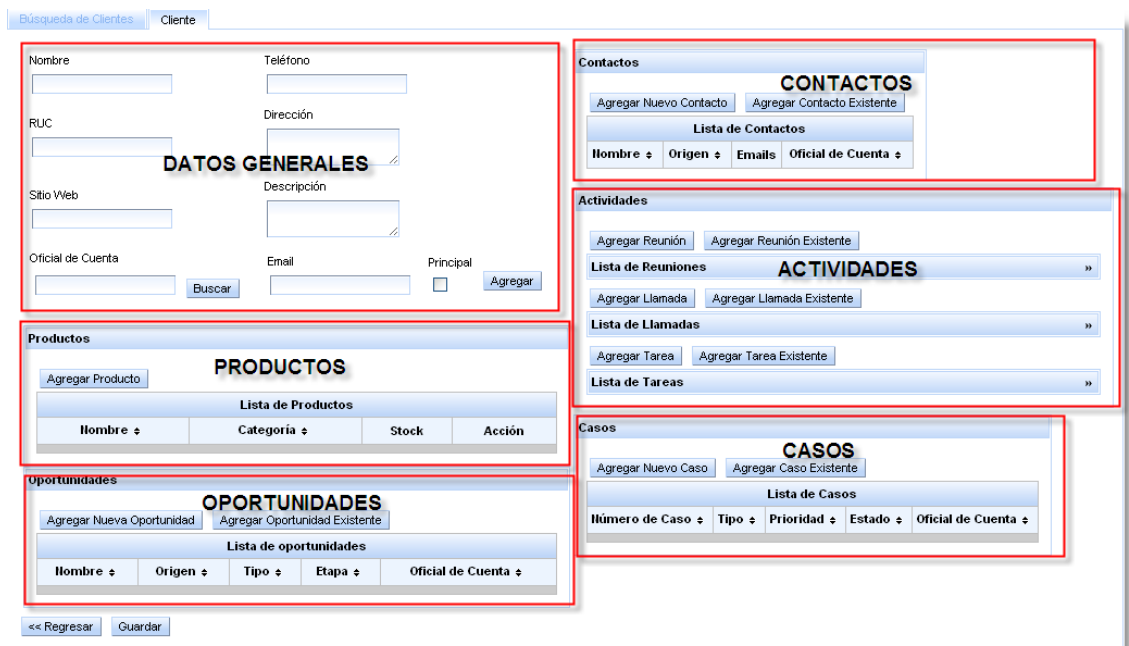 Búsqueda de Clientes
Cliente
Nombre
Teléfono
RUC
Dirección
DATOS GENERALES
Sitio Web
Descripción
Oficial de Cuenta
Email
Principal
Buscar
Agregar
Productos
PRODUCTOS
Agregar Producto
Lista de Productos
Nombre Categoría Stock Acción
Oportunidades
OPORTUNIDADES
Agregar Nueva Oportunidad Agregar Oportunidad Existente
Lista de oportunidades
Nombre Origen Tipo Etapa Oficial de Cuenta
<< Regresar Guardar
Contactos
CONTACTOS
Agregar Nuevo Contacto Agregar Contacto Existente
Lista de Contactos
Nombre Origen Emails Oficial de Cuenta
Actividades
Agregar Reunión Agregar Reunión Existente
Lista de Reuniones »
ACTIVIDADES
Agregar Llamada Agregar Llamada Existente
Lista de Llamadas »
Agregar Tarea Agregar Tarea Existente
Lista de Tareas »
Casos
CASOS
Agregar Nuevo Caso Agregar Caso Existente
Lista de Casos
Número de Caso Tipo Prioridad Estado Oficial de Cuenta